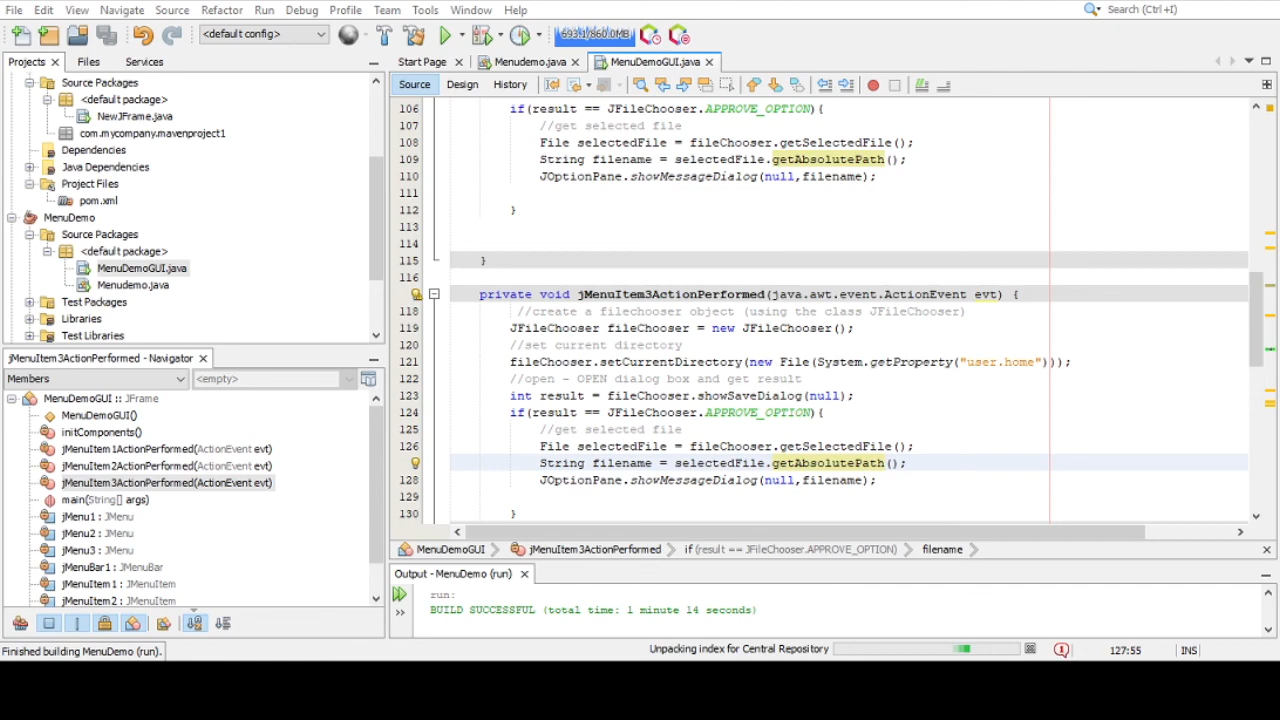 File Edit View Navigate Source Refactor Run Debug Profile Team Tools Window Help
Search (Ctrl+I)
<default config>
693.1/860.0MB
Projects Files Services
Source Packages
<default package>
NewJFrame.java
com.mycompany.mavenproject1
Dependencies
Java Dependencies
Project Files
pom.xml
MenuDemo
Source Packages
<default package>
MenuDemoGUI.java
Menudemo.java
Test Packages
Libraries
Test Libraries
jMenuItem3ActionPerformed - Navigator
Members
<empty>
MenuDemoGUI :: JFrame
MenuDemoGUI()
initComponents()
jMenuItem1ActionPerformed(ActionEvent evt)
jMenuItem2ActionPerformed(ActionEvent evt)
jMenuItem3ActionPerformed(ActionEvent evt)
main(String[] args)
jMenu1 : JMenu
jMenu2 : JMenu
jMenu3 : JMenu
jMenuBar1 : JMenuBar
jMenuItem1 : JMenuItem
jMenuItem2 : JMenuItem
Start Page Menudemo.java MenuDemoGUI.java
Source Design History
106 if(result == JFileChooser.APPROVE_OPTION){
107 //get selected file
108 File selectedFile = fileChooser.getSelectedFile();
109 String filename = selectedFile.getAbsolutePath();
110 JOptionPane.showMessageDialog(null,filename);
111
112 }
113
114
115 }
116
private void jMenuItem3ActionPerformed(java.awt.event.ActionEvent evt) {
118 //create a filechooser object (using the class JFileChooser)
119 JFileChooser fileChooser = new JFileChooser();
120 //set current directory
121 fileChooser.setCurrentDirectory(new File(System.getProperty("user.home")));
122 //open - OPEN dialog box and get result
123 int result = fileChooser.showSaveDialog(null);
124 if(result == JFileChooser.APPROVE_OPTION){
125 //get selected file
126 File selectedFile = fileChooser.getSelectedFile();
String filename = selectedFile.getAbsolutePath();
128 JOptionPane.showMessageDialog(null,filename);
129
130 }
MenuDemoGUI jMenuItem3ActionPerformed if (result == JFileChooser.APPROVE_OPTION) filename
Output - MenuDemo (run)
run:
BUILD SUCCESSFUL (total time: 1 minute 14 seconds)
Finished building MenuDemo (run).
Unpacking index for Central Repository
1
127:55
INS